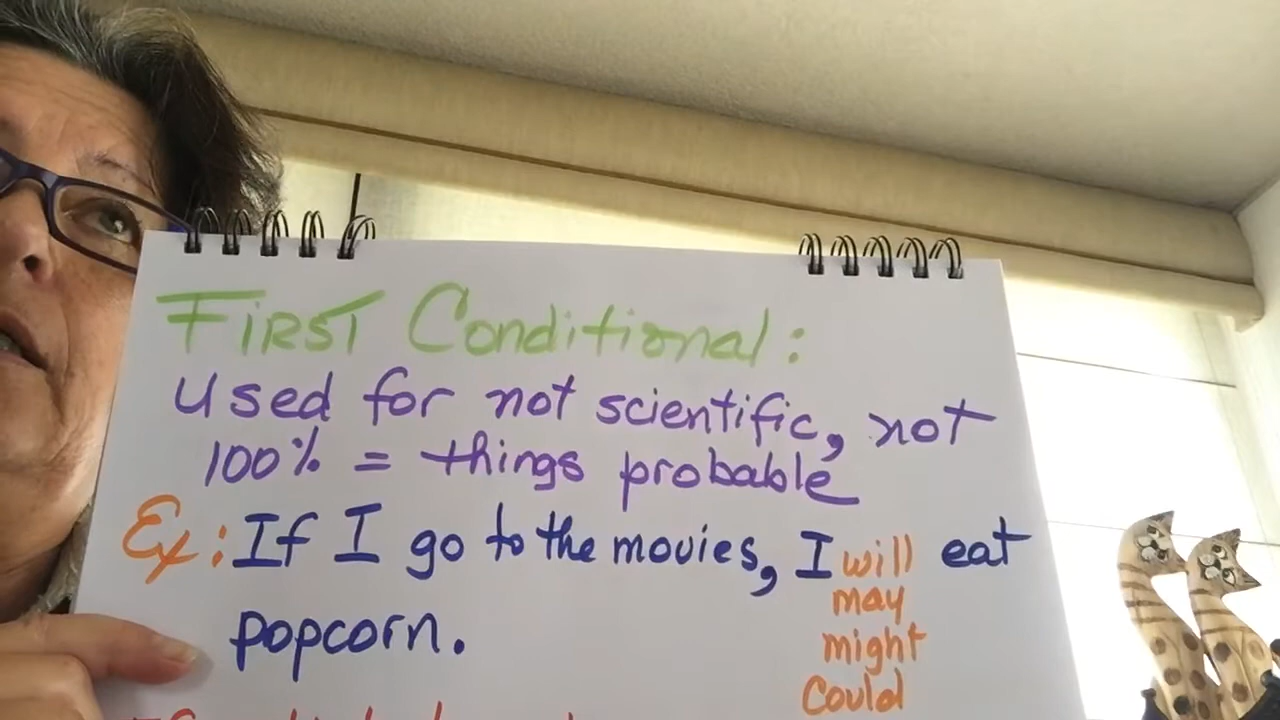 FIRST Conditional:
used for not scientific, not
100% = things probable
Ex: If I go to the movies, I will eat
may
might
popcorn.
Could